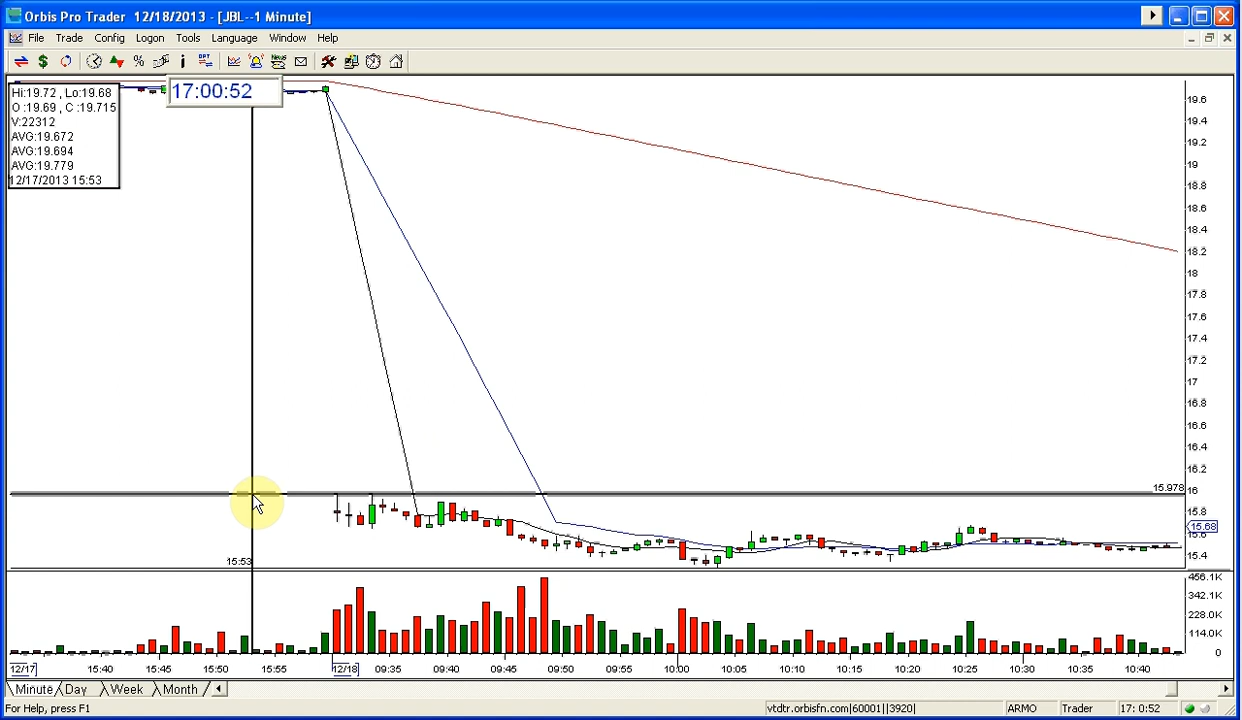 Orbis Pro Trader 12/18/2013 - [JBL--1 Minute]
File Trade Config Logon Tools Language Window Help
17:00:52
Hi:19.72 , Lo:19.68
O :19.69 , C :19.715
V:22312
AVG:19.672
AVG:19.694
AVG:19.779
12/17/2013 15:53
19.6
19.4
19.2
19
18.8
18.6
18.4
18.2
18
17.8
17.6
17.4
17.2
17
16.8
16.6
16.4
16.2
15.978
16
15.8
15.68
15.6
15.4
15:53
456.1K
342.1K
228.0K
114.0K
0
12/17 15:40 15:45 15:50 15:55 12/18 09:35 09:40 09:45 09:50 09:55 10:00 10:05 10:10 10:15 10:20 10:25 10:30 10:35 10:40
Minute Day Week Month
For Help, press F1
vtdtr.orbisfn.com|60001||3920|
ARMO
Trader
17: 0:52